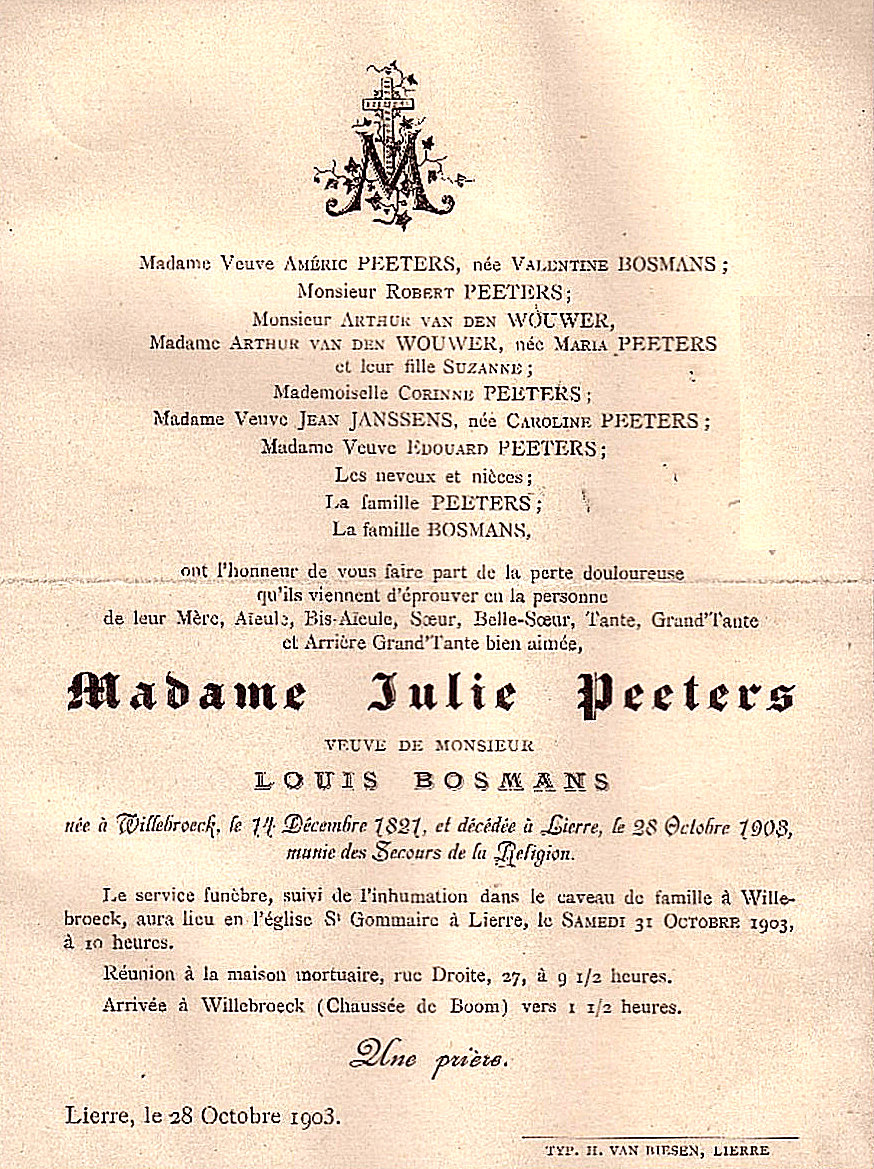 M
Madame Veuve AMÉRIC PEETERS, née VALENTINE BOSMANS ;
Monsieur ROBERT PEETERS ;
Monsieur ARTHUR VAN DEN WOUWER,
Madame ARTHUR VAN DEN WOUWER, née MARIA PEETERS
et leur fille SUZANNE ;
Mademoiselle CORINNE PEETERS ;
Madame Veuve JEAN JANSSENS, née CAROLINE PEETERS ;
Madame Veuve EDOUARD PEETERS ;
Les neveux et nièces ;
La famille PEETERS ;
La famille BOSMANS,
ont l'honneur de vous faire part de la perte douloureuse
qu'ils viennent d'éprouver en la personne
de leur Mère, Aïeule, Bis-Aïeule, Sœur, Belle-Sœur, Tante, Grand'Tante
et Arrière Grand'Tante bien aimée,
Madame Julie Peeters
VEUVE DE MONSIEUR
LOUIS BOSMANS
née à Willebroeck, le 14 Décembre 1821, et décédée à Lierre, le 28 Octobre 1903,
munie des Secours de la Religion.
Le service funèbre, suivi de l'inhumation dans le caveau de famille à Wille-
broeck, aura lieu en l'église St Gommaire à Lierre, le SAMEDI 31 OCTOBRE 1903,
à 10 heures.
Réunion à la maison mortuaire, rue Droite, 27, à 9 1/2 heures.
Arrivée à Willebroeck (Chaussée de Boom) vers 1 1/2 heures.
Une prière.
Lierre, le 28 Octobre 1903.
TYP. H. VAN BIESEN, LIERRE